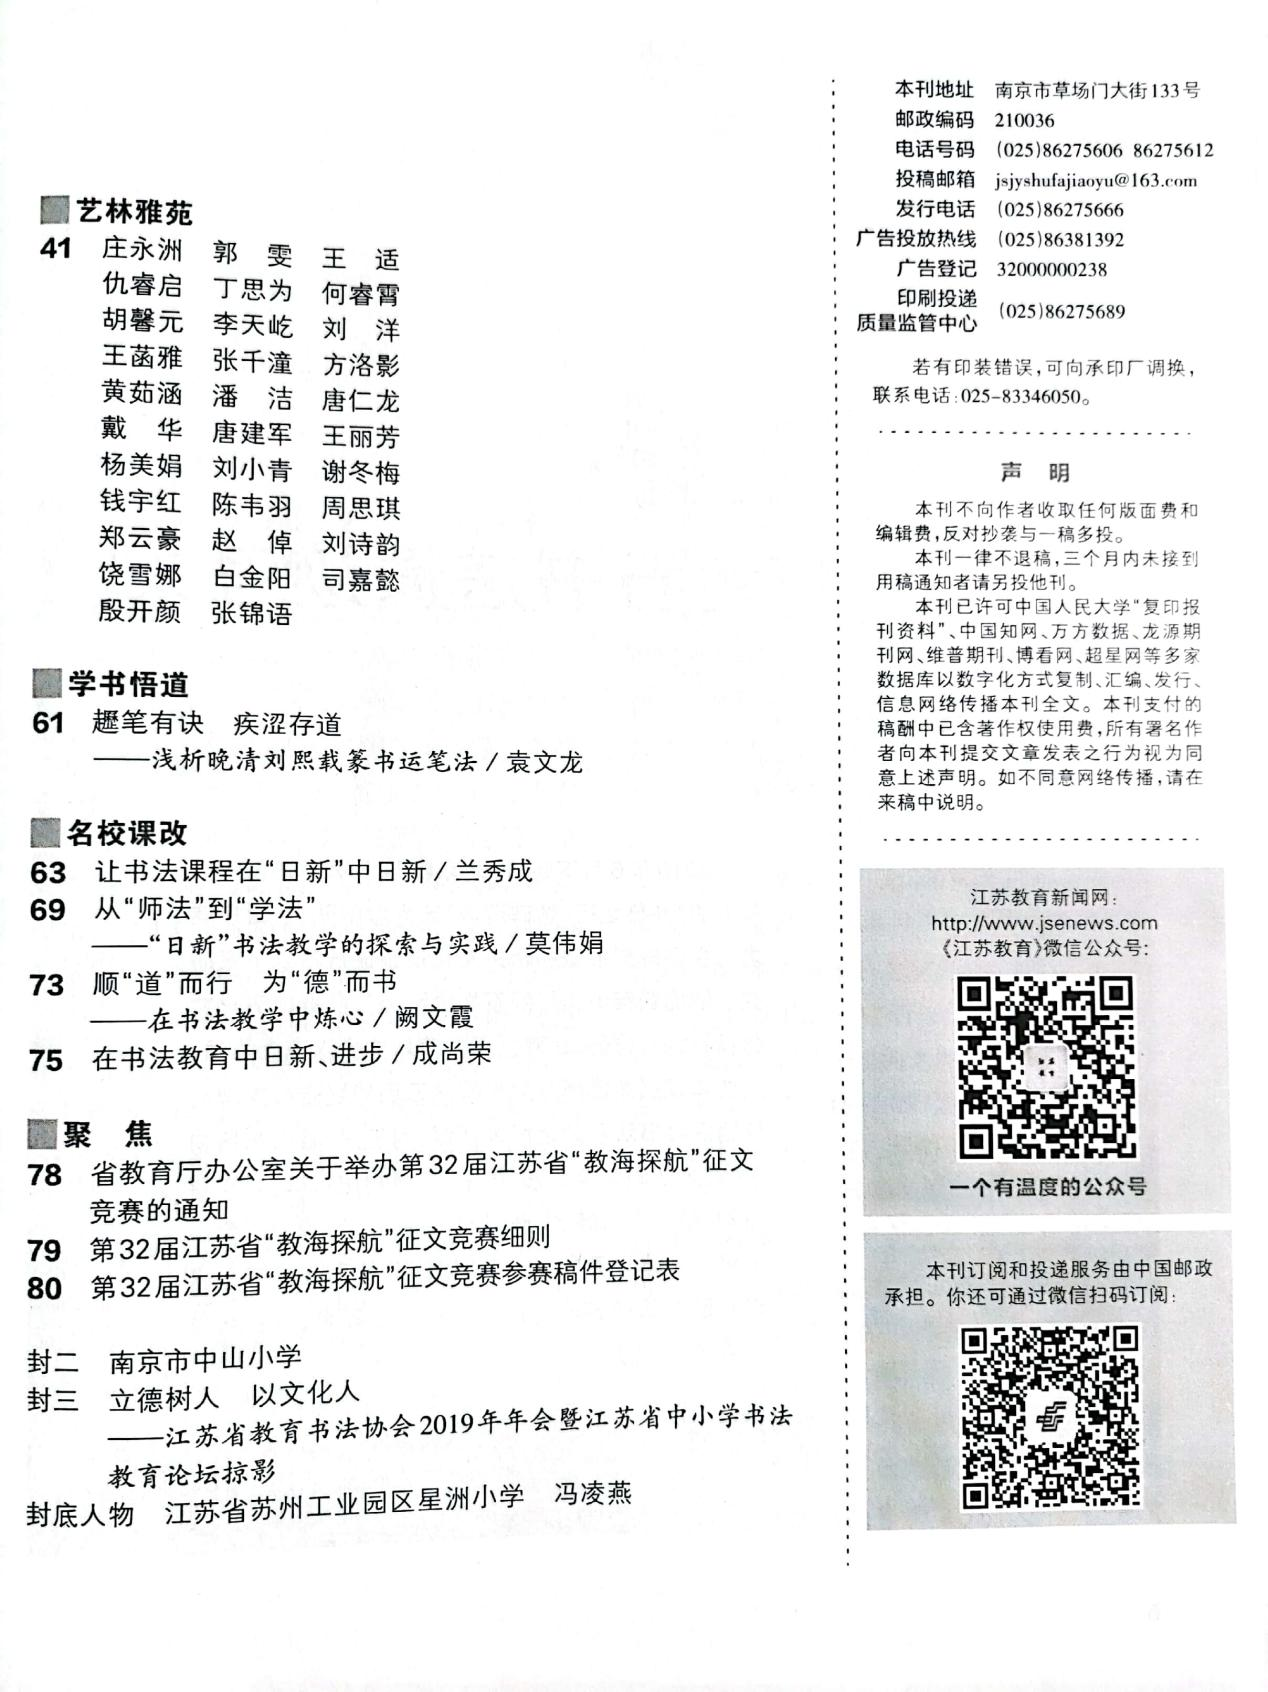 艺林雅苑
41 庄永洲 郭 雯 王 适
仇睿启 丁思为 何睿霄
胡馨元 李天屹 刘 洋
王菡雅 张千潼 方洛影
黄茹涵 潘 洁 唐仁龙
戴 华 唐建军 王丽芳
杨美娟 刘小青 谢冬梅
钱宇红 陈韦羽 周思琪
郑云豪 赵 倬 刘诗韵
饶雪娜 白金阳 司嘉懿
殷开颜 张锦语
学书悟道
61 趯笔有诀 疾涩存道
——浅析晚清刘熙载篆书运笔法 / 袁文龙
名校课改
63 让书法课程在“日新”中日新 / 兰秀成
69 从“师法”到“学法”
——“日新”书法教学的探索与实践 / 莫伟娟
73 顺“道”而行 为“德”而书
——在书法教学中炼心 / 阙文霞
75 在书法教育中日新、进步 / 成尚荣
聚 焦
78 省教育厅办公室关于举办第32届江苏省“教海探航”征文
竞赛的通知
79 第32届江苏省“教海探航”征文竞赛细则
80 第32届江苏省“教海探航”征文竞赛参赛稿件登记表
封二 南京市中山小学
封三 立德树人 以文化人
——江苏省教育书法协会2019年年会暨江苏省中小学书法
教育论坛掠影
封底人物 江苏省苏州工业园区星洲小学 冯凌燕
本刊地址 南京市草场门大街133号
邮政编码 210036
电话号码 (025)86275606 86275612
投稿邮箱 jsjyshufajiaoyu@163.com
发行电话 (025)86275666
广告投放热线 (025)86381392
广告登记 32000000238
印刷投递
质量监管中心 (025)86275689
若有印装错误,可向承印厂调换,
联系电话:025-83346050。
声 明
本刊不向作者收取任何版面费和
编辑费,反对抄袭与一稿多投。
本刊一律不退稿,三个月内未接到
用稿通知者请另投他刊。
本刊已许可中国人民大学“复印报
刊资料”、中国知网、万方数据、龙源期
刊网、维普期刊、博看网、超星网等多家
数据库以数字化方式复制、汇编、发行、
信息网络传播本刊全文。本刊支付的
稿酬中已含著作权使用费,所有署名作
者向本刊提交文章发表之行为视为同
意上述声明。如不同意网络传播,请在
来稿中说明。
江苏教育新闻网:
http://www.jsenews.com
《江苏教育》微信公众号:
江苏
教育
一个有温度的公众号
本刊订阅和投递服务由中国邮政
承担。你还可通过微信扫码订阅: